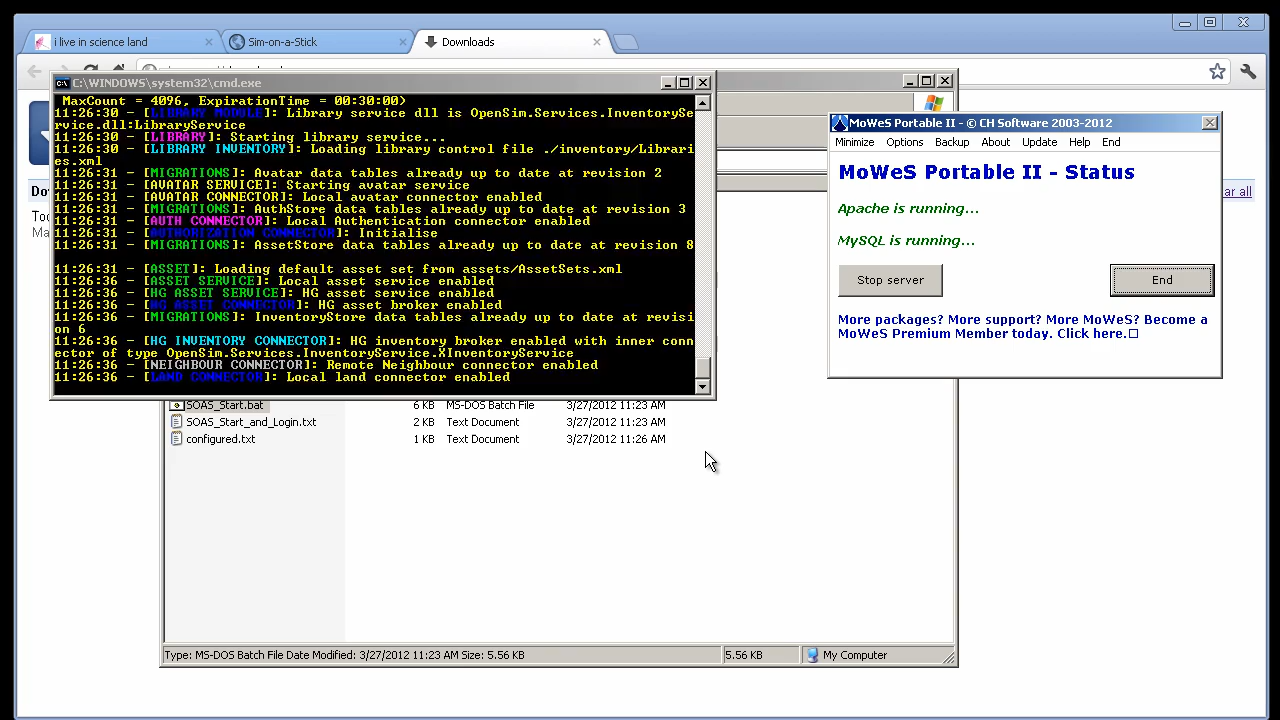 i live in science land
Sim-on-a-Stick
Downloads
C:\WINDOWS\system32\cmd.exe
MaxCount = 4096, ExpirationTime = 00:30:00)
11:26:30 - [LIBRARY MODULE]: Library service dll is OpenSim.Services.InventorySe
rvice.dll:LibraryService
11:26:30 - [LIBRARY]: Starting library service...
11:26:30 - [LIBRARY INVENTORY]: Loading library control file ./inventory/Librari
es.xml
11:26:31 - [MIGRATIONS]: Avatar data tables already up to date at revision 2
11:26:31 - [AVATAR SERVICE]: Starting avatar service
11:26:31 - [AVATAR CONNECTOR]: Local avatar connector enabled
11:26:31 - [MIGRATIONS]: AuthStore data tables already up to date at revision 3
11:26:31 - [AUTH CONNECTOR]: Local Authentication connector enabled
11:26:31 - [AUTHORIZATION CONNECTOR]: Initialise
11:26:31 - [MIGRATIONS]: AssetStore data tables already up to date at revision 8
11:26:31 - [ASSET]: Loading default asset set from assets/AssetSets.xml
11:26:31 - [ASSET SERVICE]: Local asset service enabled
11:26:31 - [HG ASSET SERVICE]: HG asset service enabled
11:26:31 - [HG ASSET CONNECTOR]: HG asset broker enabled
11:26:31 - [MIGRATIONS]: InventoryStore data tables already up to date at revisi
on 6
11:26:36 - [HG INVENTORY CONNECTOR]: HG inventory broker enabled with inner conn
ector of type OpenSim.Services.InventoryService.XInventoryService
11:26:36 - [NEIGHBOUR CONNECTOR]: Remote Neighbour connector enabled
11:26:36 - [LAND CONNECTOR]: Local land connector enabled
MoWeS Portable II - © CH Software 2003-2012
Minimize Options Backup About Update Help End
MoWeS Portable II - Status
Apache is running...
MySQL is running...
Stop server
End
More packages? More support? More MoWeS? Become a
MoWeS Premium Member today. Click here.
ar all
SOAS_Start.bat 6 KB MS-DOS Batch File 3/27/2012 11:23 AM
SOAS_Start_and_Login.txt 2 KB Text Document 3/27/2012 11:23 AM
configured.txt 1 KB Text Document 3/27/2012 11:26 AM
Type: MS-DOS Batch File Date Modified: 3/27/2012 11:23 AM Size: 5.56 KB
5.56 KB
My Computer